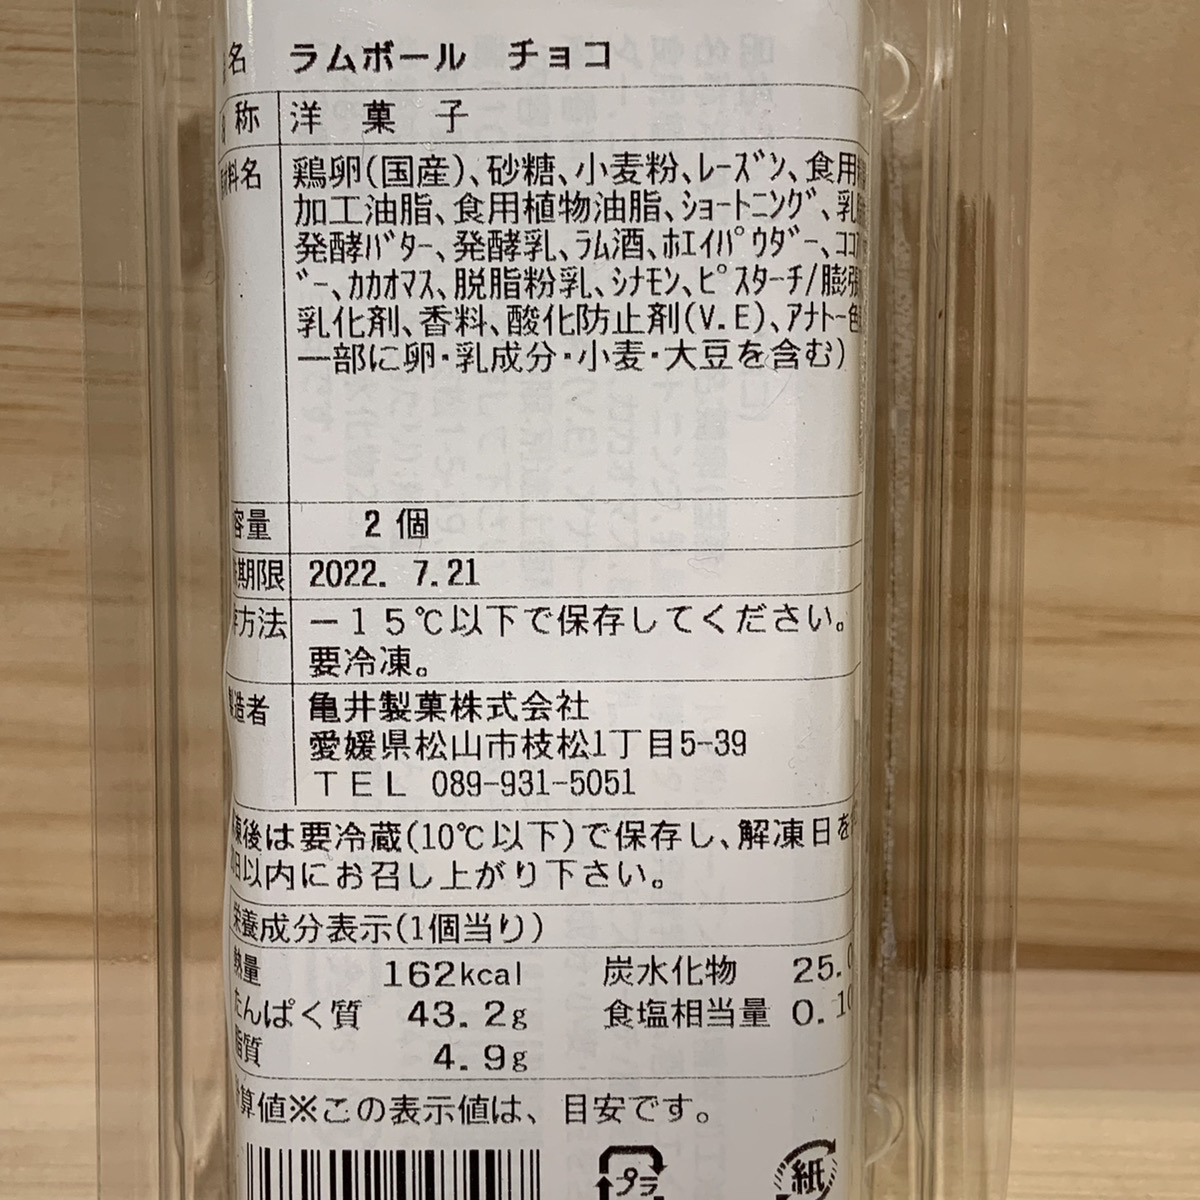 名 ラムボール チョコ
称 洋 菓 子
料名 鶏卵(国産)、砂糖、小麦粉、ﾚｰｽﾞﾝ、食用
加工油脂、食用植物油脂、ｼｮｰﾄﾆﾝｸﾞ、乳
発酵ﾊﾞﾀｰ、発酵乳、ﾗﾑ酒、ﾎｴｲﾊﾟｳﾀﾞｰ、ｺｺｱ
ﾞｰ、ｶｶｵﾏｽ、脱脂粉乳、ｼﾅﾓﾝ、ﾋﾟｽﾀｰﾁ/膨張
乳化剤、香料、酸化防止剤(V.E)、ｱﾅﾄｰ色
一部に卵・乳成分・小麦・大豆を含む)
容量 2個
期限 2022. 7.21
方法 －１５℃以下で保存してください。
要冷凍。
製造者 亀井製菓株式会社
愛媛県松山市枝松1丁目5-39
ＴＥＬ 089-931-5051
凍後は要冷蔵(10℃以下)で保存し、解凍日を
日以内にお召し上がり下さい。
栄養成分表示(1個当り)
熱量 162kcal 炭水化物 25.0
たんぱく質 43.2g 食塩相当量 0.10
脂質 4.9g
算値※この表示値は、目安です。
プラ 紙